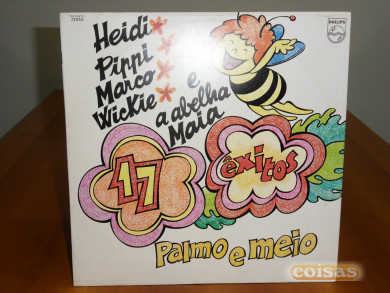 Heidi
Pippi
Marco
Wickie e
a abelha
Maia
17 êxitos
Palmo e meio
PHILIPS
coisas